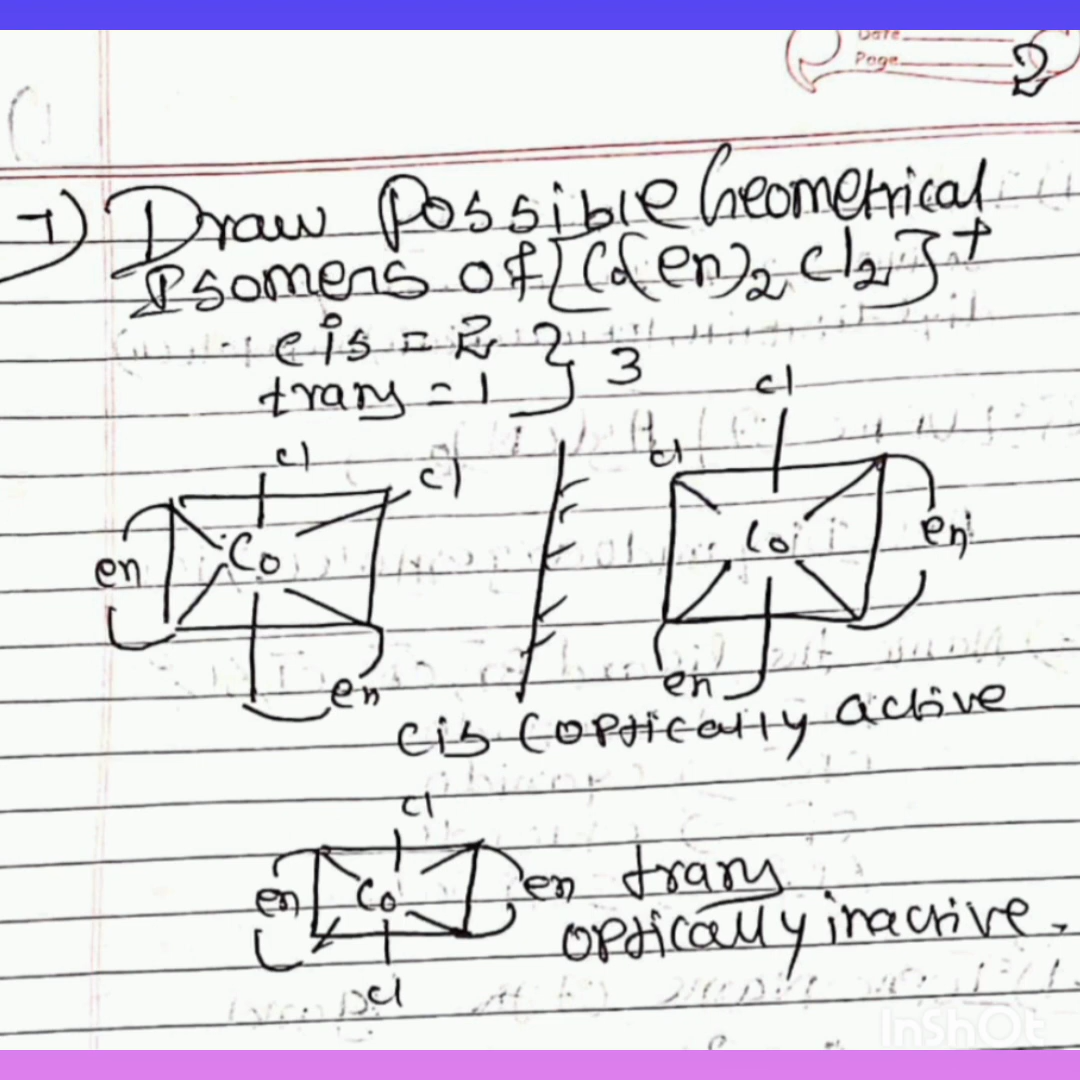 Date
Page 2
1) Draw Possible Geometrical
Isomers of [Co(en)2 Cl2]+
cis = 2 } 3
trans = 1
cl
cl cl cl
Co Co
en en
en en
cis (optically active
cl
en Co en trans
optically inactive.
cl
InShOt